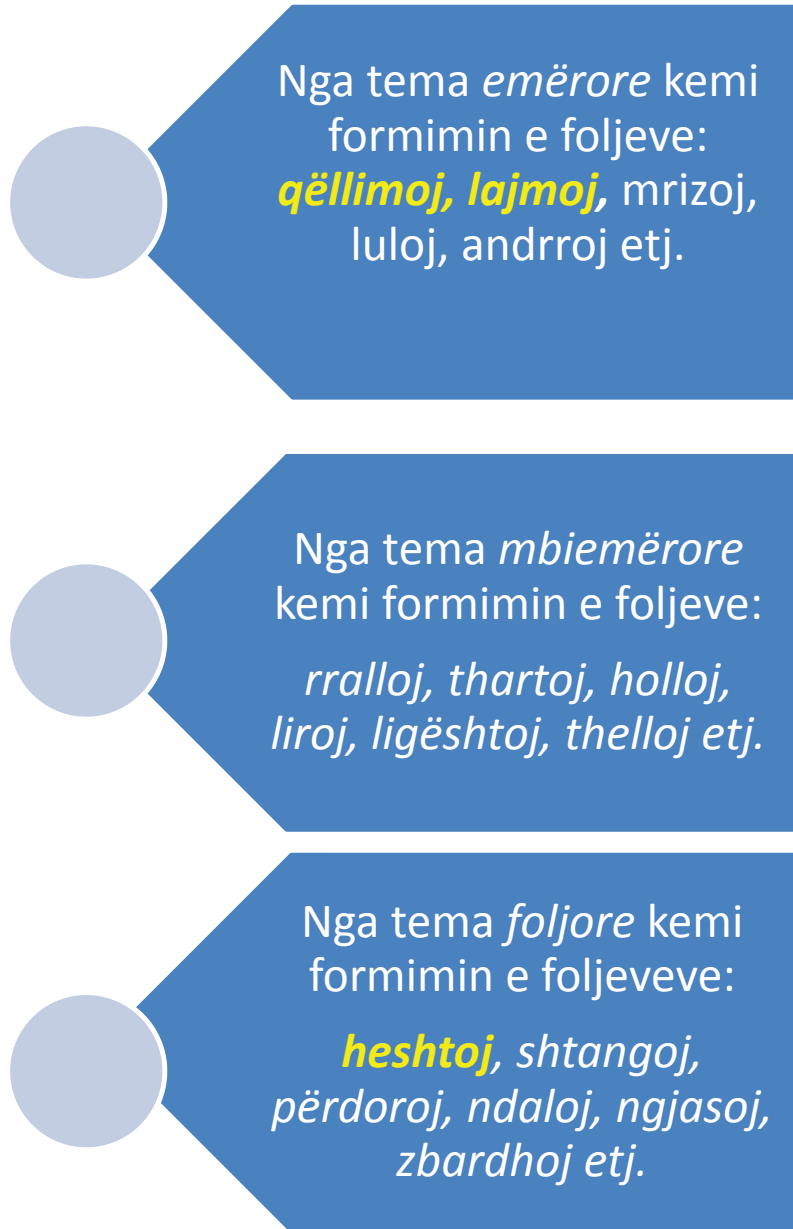 Nga tema emërore kemi
formimin e foljeve:
qëllimoj, lajmoj, mrizoj,
luloj, andrroj etj.
Nga tema mbiemërore
kemi formimin e foljeve:
rralloj, thartoj, holloj,
liroj, ligështoj, thelloj etj.
Nga tema foljore kemi
formimin e foljeveve:
heshtoj, shtangoj,
përdoroj, ndaloj, ngjasoj,
zbardhoj etj.